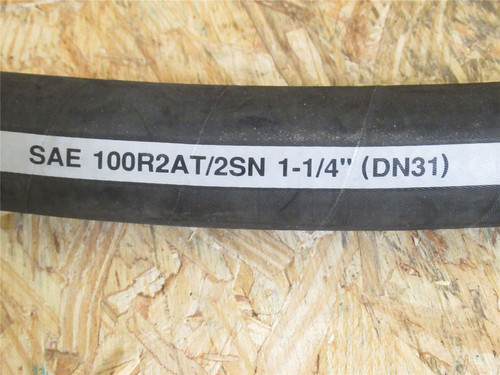 SAE 100R2AT/2SN 1-1/4" (DN31)